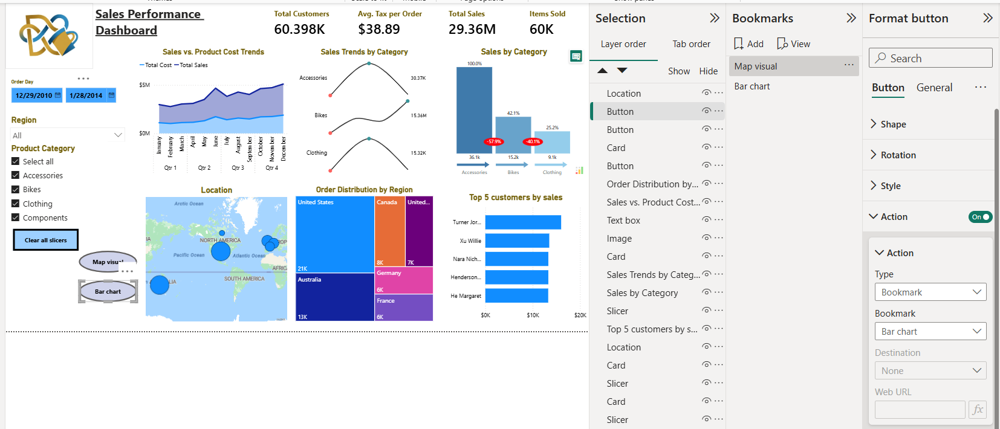 Sales Performance
Dashboard
Total Customers
60.398K
Avg. Tax per Order
$38.89
Total Sales
29.36M
Items Sold
60K
Order Day
12/29/2010
1/28/2014
Region
All
Product Category
Select all
Accessories
Bikes
Clothing
Components
Clear all slicers
Map visual
Bar chart
Sales vs. Product Cost Trends
Total Cost
Total Sales
$5M
$0M
January
February
March
April
May
June
July
August
September
October
November
December
Qtr 1
Qtr 2
Qtr 3
Qtr 4
Sales Trends by Category
Accessories
30.37K
Bikes
15.36M
Clothing
15.32K
Sales by Category
100.0%
42.1%
25.2%
-57.9%
-40.1%
36.1k
15.2k
9.1k
Accessories
Bikes
Clothing
Location
Arctic Ocean
NORTH AMERICA
Pacific Ocean
Atlantic Ocean
AFRIC
SOUTH AMERICA
LIA
Order Distribution by Region
United States
21K
Canada
8K
United...
7K
Australia
13K
Germany
6K
France
6K
Top 5 customers by sales
Turner Jor...
Xu Willie
Nara Nich...
Henderson...
He Margaret
$0K
$10K
$20K
Selection
Layer order
Tab order
Show
Hide
Location
Button
Button
Card
Button
Order Distribution by...
Sales vs. Product Cost...
Text box
Image
Card
Sales Trends by Categ...
Sales by Category
Slicer
Top 5 customers by s...
Location
Card
Slicer
Card
Slicer
Bookmarks
Add
View
Map visual
Bar chart
Format button
Search
Button
General
Shape
Rotation
Style
Action
On
Action
Type
Bookmark
Bookmark
Bar chart
Destination
None
Web URL
fx